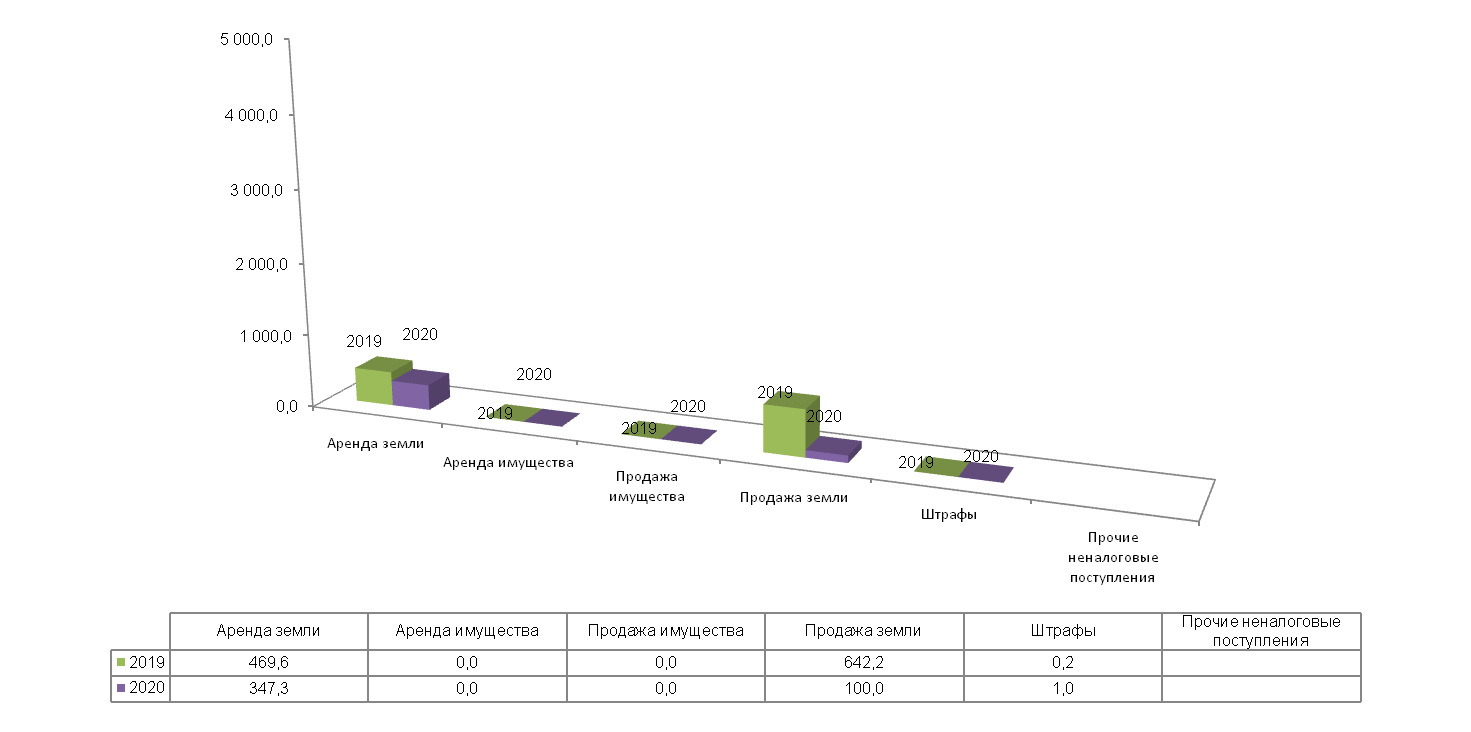 5 000,0
4 000,0
3 000,0
2 000,0
1 000,0
0,0
2019
2020
2019
2020
2019
2020
2019
2020
2019
2020
Аренда земли
Аренда имущества
Продажа
имущества
Продажа земли
Штрафы
Прочие
неналоговые
поступления
Аренда земли Аренда имущества Продажа имущества Продажа земли Штрафы Прочие неналоговые
поступления
2019 469,6 0,0 0,0 642,2 0,2
2020 347,3 0,0 0,0 100,0 1,0